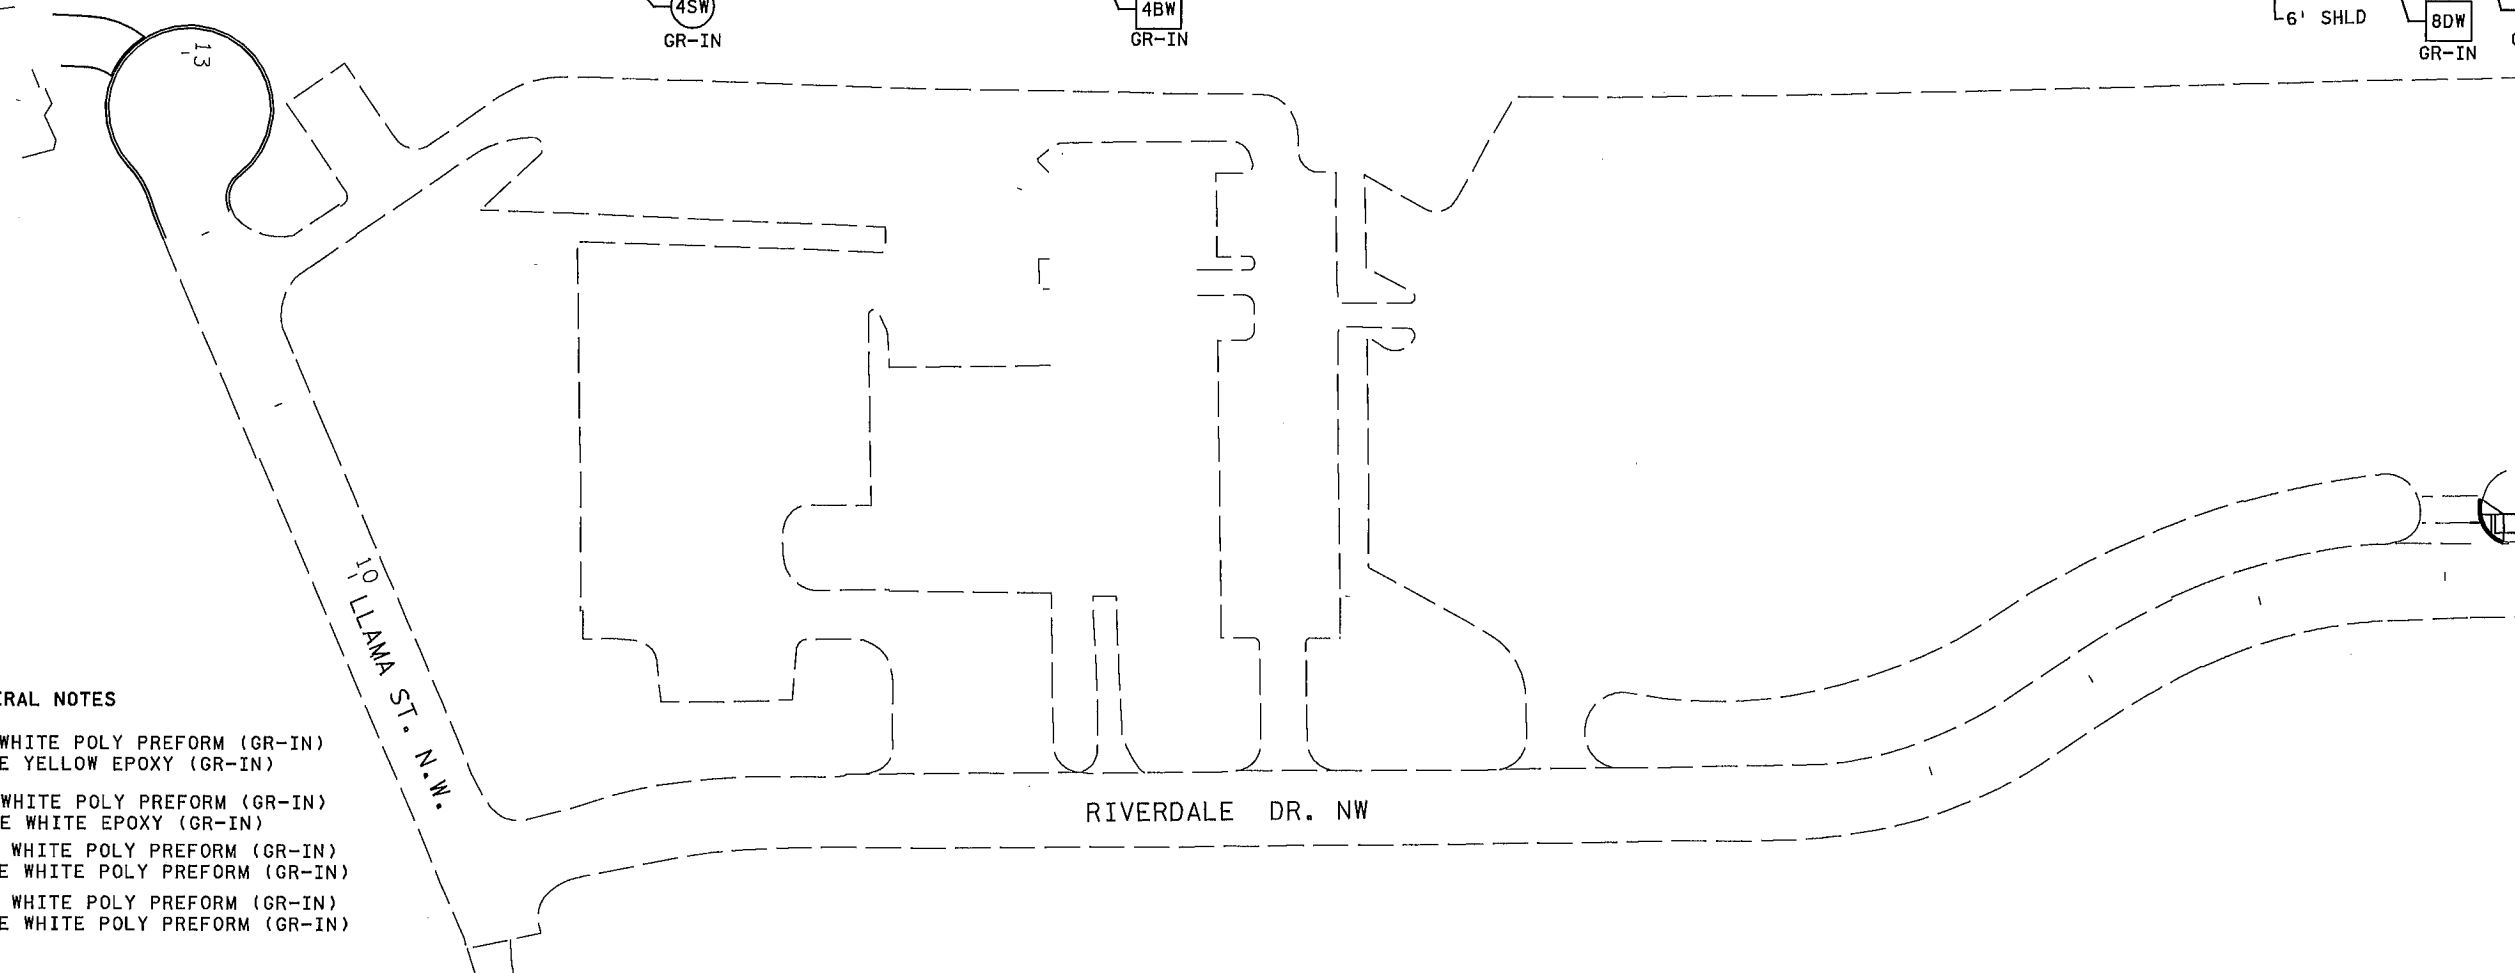 4SW
GR-IN
4BW
GR-IN
6' SHLD
8DW
GR-IN
13
10
LLAMA ST. N.W.
RIVERDALE DR. NW
ERAL NOTES
WHITE POLY PREFORM (GR-IN)
E YELLOW EPOXY (GR-IN)
WHITE POLY PREFORM (GR-IN)
E WHITE EPOXY (GR-IN)
WHITE POLY PREFORM (GR-IN)
E WHITE POLY PREFORM (GR-IN)
WHITE POLY PREFORM (GR-IN)
E WHITE POLY PREFORM (GR-IN)